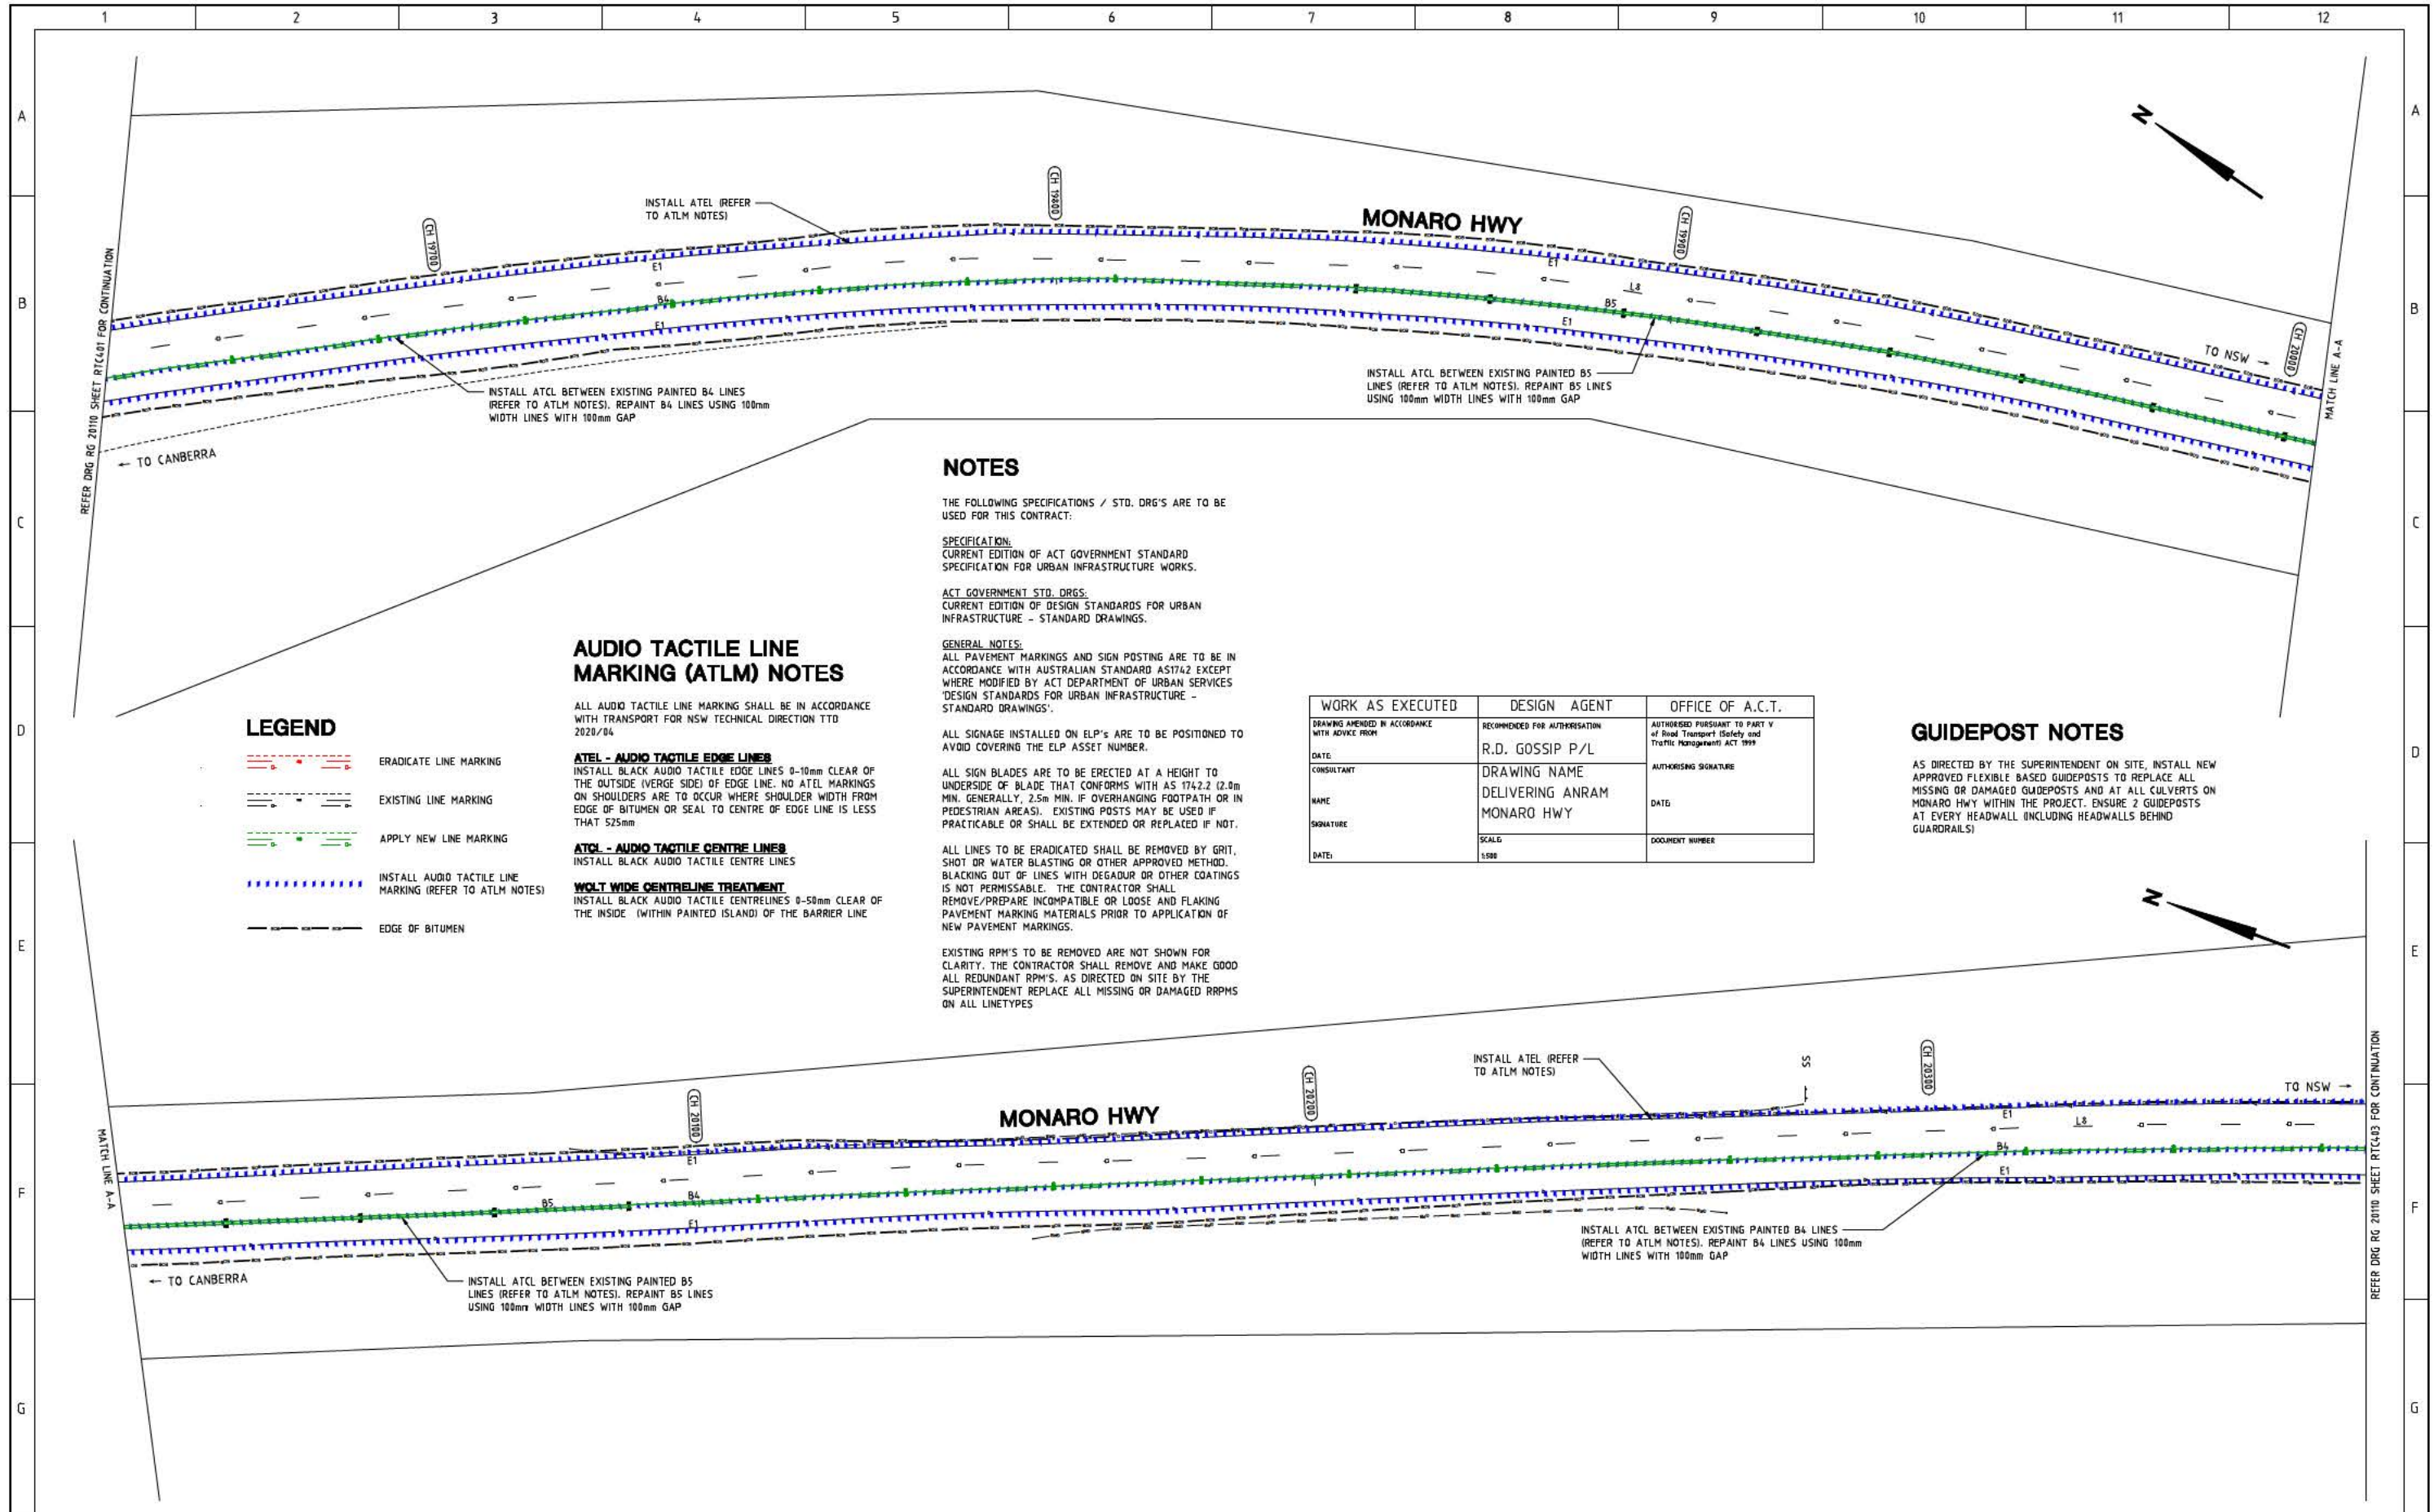 1 2 3 4 5 6 7 8 9 10 11 12
A
A
B
B
C
C
D
D
E
E
F
F
G
G
REFER DRG RG 20110 SHEET RTC401 FOR CONTINUATION
← TO CANBERRA
CH 19700
INSTALL ATEL (REFER
TO ATLM NOTES)
CH 19800
MONARO HWY
CH 19900
CH 20000
TO NSW →
MATCH LINE A-A
N
E1
B4
E1
E1
L8
B5
E1
INSTALL ATCL BETWEEN EXISTING PAINTED B4 LINES
(REFER TO ATLM NOTES). REPAINT B4 LINES USING 100mm
WIDTH LINES WITH 100mm GAP
INSTALL ATCL BETWEEN EXISTING PAINTED B5
LINES (REFER TO ATLM NOTES). REPAINT B5 LINES
USING 100mm WIDTH LINES WITH 100mm GAP
LEGEND
ERADICATE LINE MARKING
EXISTING LINE MARKING
APPLY NEW LINE MARKING
INSTALL AUDIO TACTILE LINE
MARKING (REFER TO ATLM NOTES)
EDGE OF BITUMEN
AUDIO TACTILE LINE
MARKING (ATLM) NOTES
ALL AUDIO TACTILE LINE MARKING SHALL BE IN ACCORDANCE
WITH TRANSPORT FOR NSW TECHNICAL DIRECTION TTD
2020/04
ATEL - AUDIO TACTILE EDGE LINES
INSTALL BLACK AUDIO TACTILE EDGE LINES 0-10mm CLEAR OF
THE OUTSIDE (VERGE SIDE) OF EDGE LINE. NO ATEL MARKINGS
ON SHOULDERS ARE TO OCCUR WHERE SHOULDER WIDTH FROM
EDGE OF BITUMEN OR SEAL TO CENTRE OF EDGE LINE IS LESS
THAT 525mm
ATCL - AUDIO TACTILE CENTRE LINES
INSTALL BLACK AUDIO TACTILE CENTRE LINES
WCLT WIDE CENTRELINE TREATMENT
INSTALL BLACK AUDIO TACTILE CENTRELINES 0-50mm CLEAR OF
THE INSIDE (WITHIN PAINTED ISLAND) OF THE BARRIER LINE
NOTES
THE FOLLOWING SPECIFICATIONS / STD. DRG'S ARE TO BE
USED FOR THIS CONTRACT:
SPECIFICATION:
CURRENT EDITION OF ACT GOVERNMENT STANDARD
SPECIFICATION FOR URBAN INFRASTRUCTURE WORKS.
ACT GOVERNMENT STD. DRGS:
CURRENT EDITION OF DESIGN STANDARDS FOR URBAN
INFRASTRUCTURE - STANDARD DRAWINGS.
GENERAL NOTES:
ALL PAVEMENT MARKINGS AND SIGN POSTING ARE TO BE IN
ACCORDANCE WITH AUSTRALIAN STANDARD AS1742 EXCEPT
WHERE MODIFIED BY ACT DEPARTMENT OF URBAN SERVICES
'DESIGN STANDARDS FOR URBAN INFRASTRUCTURE -
STANDARD DRAWINGS'.
ALL SIGNAGE INSTALLED ON ELP's ARE TO BE POSITIONED TO
AVOID COVERING THE ELP ASSET NUMBER.
ALL SIGN BLADES ARE TO BE ERECTED AT A HEIGHT TO
UNDERSIDE OF BLADE THAT CONFORMS WITH AS 1742.2 (2.0m
MIN. GENERALLY, 2.5m MIN. IF OVERHANGING FOOTPATH OR IN
PEDESTRIAN AREAS). EXISTING POSTS MAY BE USED IF
PRACTICABLE OR SHALL BE EXTENDED OR REPLACED IF NOT.
ALL LINES TO BE ERADICATED SHALL BE REMOVED BY GRIT,
SHOT OR WATER BLASTING OR OTHER APPROVED METHOD.
BLACKING OUT OF LINES WITH DEGADUR OR OTHER COATINGS
IS NOT PERMISSABLE. THE CONTRACTOR SHALL
REMOVE/PREPARE INCOMPATIBLE OR LOOSE AND FLAKING
PAVEMENT MARKING MATERIALS PRIOR TO APPLICATION OF
NEW PAVEMENT MARKINGS.
EXISTING RPM'S TO BE REMOVED ARE NOT SHOWN FOR
CLARITY. THE CONTRACTOR SHALL REMOVE AND MAKE GOOD
ALL REDUNDANT RPM'S. AS DIRECTED ON SITE BY THE
SUPERINTENDENT REPLACE ALL MISSING OR DAMAGED RRPMS
ON ALL LINETYPES
WORK AS EXECUTED
DRAWING AMENDED IN ACCORDANCE
WITH ADVICE FROM
DATE:
CONSULTANT
NAME
SIGNATURE
DATE:
DESIGN AGENT
RECOMMENDED FOR AUTHORISATION
R.D. GOSSIP P/L
DRAWING NAME
DELIVERING ANRAM
MONARO HWY
SCALE:
1:500
OFFICE OF A.C.T.
AUTHORISED PURSUANT TO PART V
of Road Transport (Safety and
Traffic Management) ACT 1999
AUTHORISING SIGNATURE
DATE:
DOCUMENT NUMBER
GUIDEPOST NOTES
AS DIRECTED BY THE SUPERINTENDENT ON SITE, INSTALL NEW
APPROVED FLEXIBLE BASED GUIDEPOSTS TO REPLACE ALL
MISSING OR DAMAGED GUIDEPOSTS AND AT ALL CULVERTS ON
MONARO HWY WITHIN THE PROJECT. ENSURE 2 GUIDEPOSTS
AT EVERY HEADWALL (INCLUDING HEADWALLS BEHIND
GUARDRAILS)
N
MATCH LINE A-A
← TO CANBERRA
CH 20100
MONARO HWY
CH 20200
INSTALL ATEL (REFER
TO ATLM NOTES)
SS
CH 20300
TO NSW →
E1
B5
B4
E1
E1
L8
B4
E1
INSTALL ATCL BETWEEN EXISTING PAINTED B5
LINES (REFER TO ATLM NOTES). REPAINT B5 LINES
USING 100mm WIDTH LINES WITH 100mm GAP
INSTALL ATCL BETWEEN EXISTING PAINTED B4 LINES
(REFER TO ATLM NOTES). REPAINT B4 LINES USING 100mm
WIDTH LINES WITH 100mm GAP
REFER DRG RG 20110 SHEET RTC403 FOR CONTINUATION